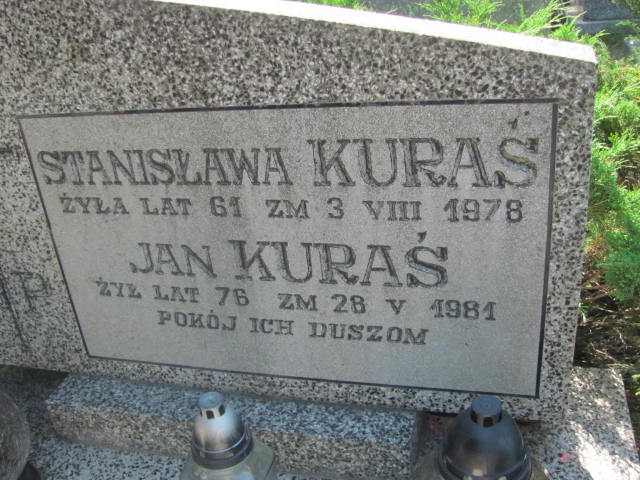 STANISŁAWA KURAŚ
ŻYŁA LAT 61 ZM 3 VIII 1978
JAN KURAŚ
ŻYŁ LAT 76 ZM 28 V 1981
POKÓJ ICH DUSZOM